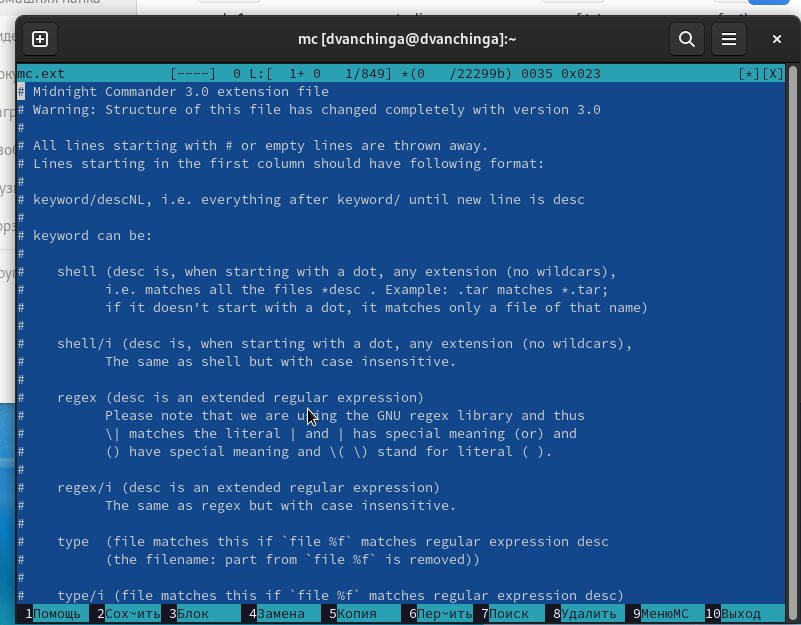 mc [dvanchinga@dvanchinga]:~
mc.ext [----] 0 L:[ 1+ 0 1/849] *(0 /22299b) 0035 0x023 [*][X]
# Midnight Commander 3.0 extension file
# Warning: Structure of this file has changed completely with version 3.0
#
# All lines starting with # or empty lines are thrown away.
# Lines starting in the first column should have following format:
#
# keyword/descNL, i.e. everything after keyword/ until new line is desc
#
# keyword can be:
#
# shell (desc is, when starting with a dot, any extension (no wildcars),
# i.e. matches all the files *desc . Example: .tar matches *.tar;
# if it doesn't start with a dot, it matches only a file of that name)
#
# shell/i (desc is, when starting with a dot, any extension (no wildcars),
# The same as shell but with case insensitive.
#
# regex (desc is an extended regular expression)
# Please note that we are using the GNU regex library and thus
# \| matches the literal | and | has special meaning (or) and
# () have special meaning and \( \) stand for literal ( ).
#
# regex/i (desc is an extended regular expression)
# The same as regex but with case insensitive.
#
# type (file matches this if `file %f` matches regular expression desc
# (the filename: part from `file %f` is removed))
#
# type/i (file matches this if `file %f` matches regular expression desc)
1Помощь 2Сох~ить 3Блок 4Замена 5Копия 6Пер~ить 7Поиск 8Удалить 9МенюMC 10Выход